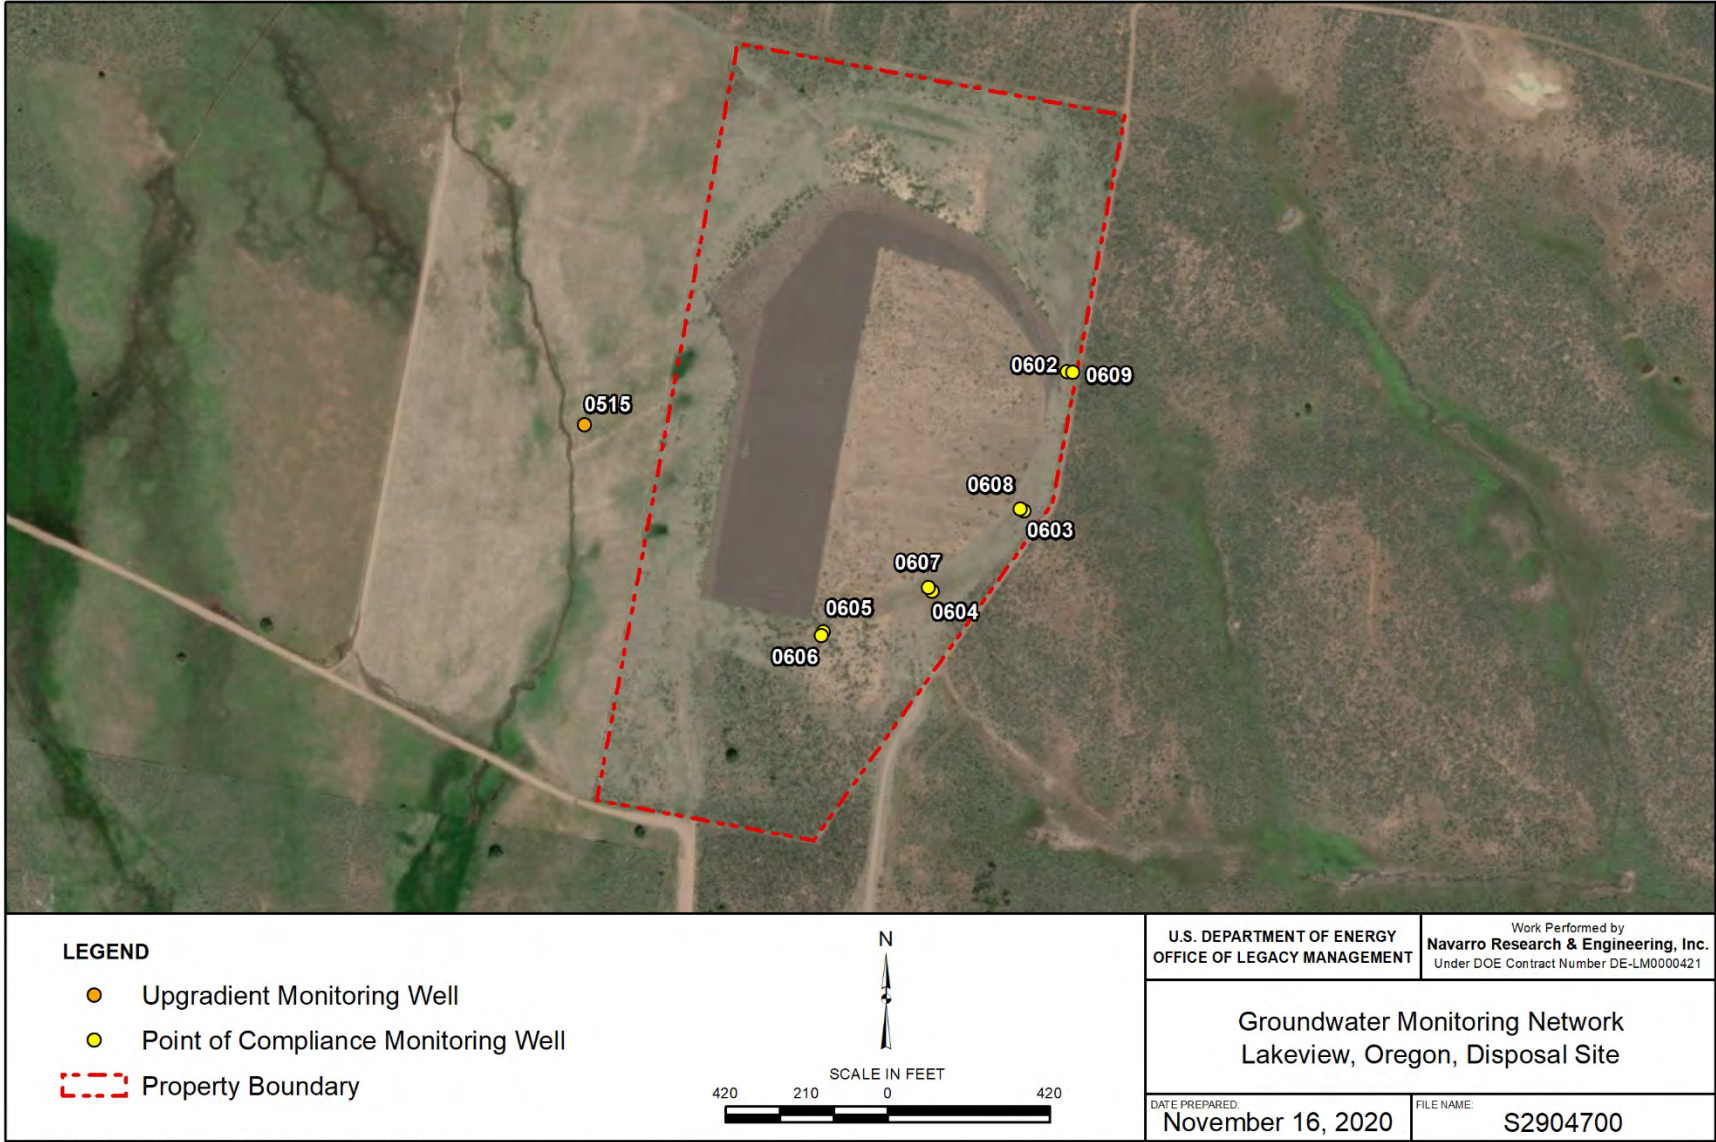 0602
0609
0515
0608
0603
0607
0604
0605
0606
LEGEND
Upgradient Monitoring Well
Point of Compliance Monitoring Well
Property Boundary
N
SCALE IN FEET
420 210 0 420
U.S. DEPARTMENT OF ENERGY
OFFICE OF LEGACY MANAGEMENT
Work Performed by
Navarro Research & Engineering, Inc.
Under DOE Contract Number DE-LM0000421
Groundwater Monitoring Network
Lakeview, Oregon, Disposal Site
DATE PREPARED:
November 16, 2020
FILE NAME:
S2904700